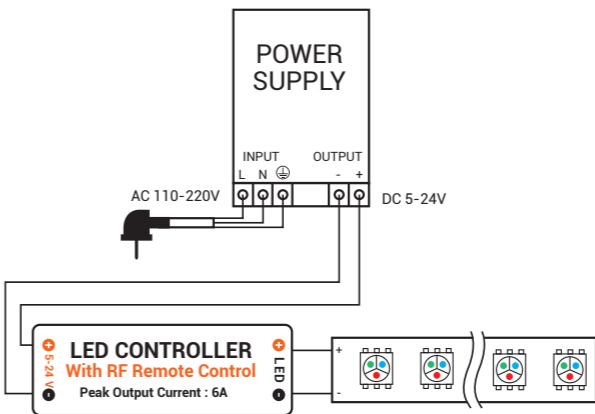 POWER
SUPPLY
INPUT OUTPUT
L N - +
AC 110-220V
DC 5-24V
+ 5-24 V -
LED CONTROLLER
With RF Remote Control
Peak Output Current : 6A
+ LED -
+
-